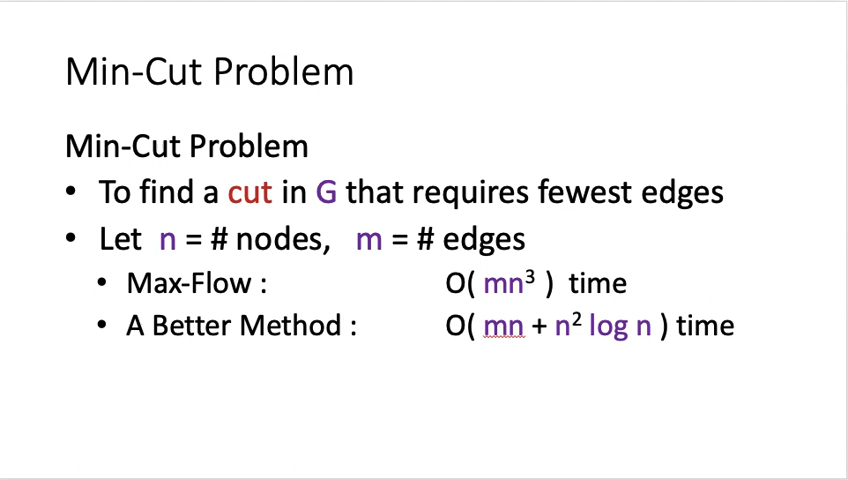 Min-Cut Problem
Min-Cut Problem
• To find a cut in G that requires fewest edges
• Let n = # nodes, m = # edges
• Max-Flow : O( mn³ ) time
• A Better Method : O( mn + n² log n ) time